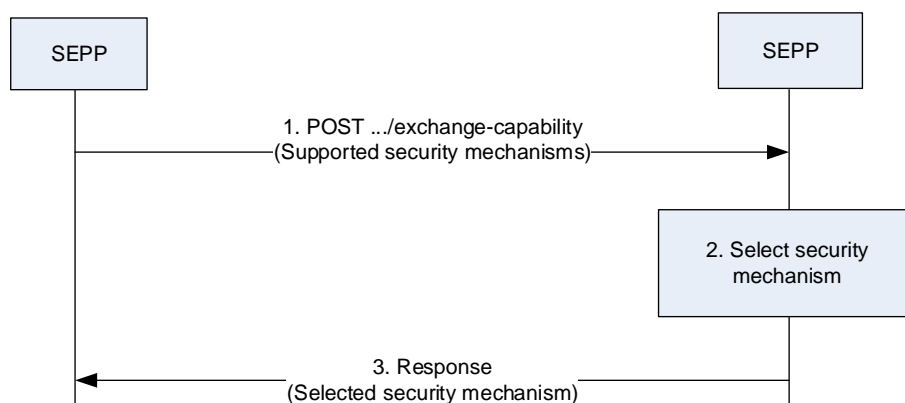 SEPP
SEPP
1. POST .../exchange-capability
(Supported security mechanisms)
2. Select security
mechanism
3. Response
(Selected security mechanism)